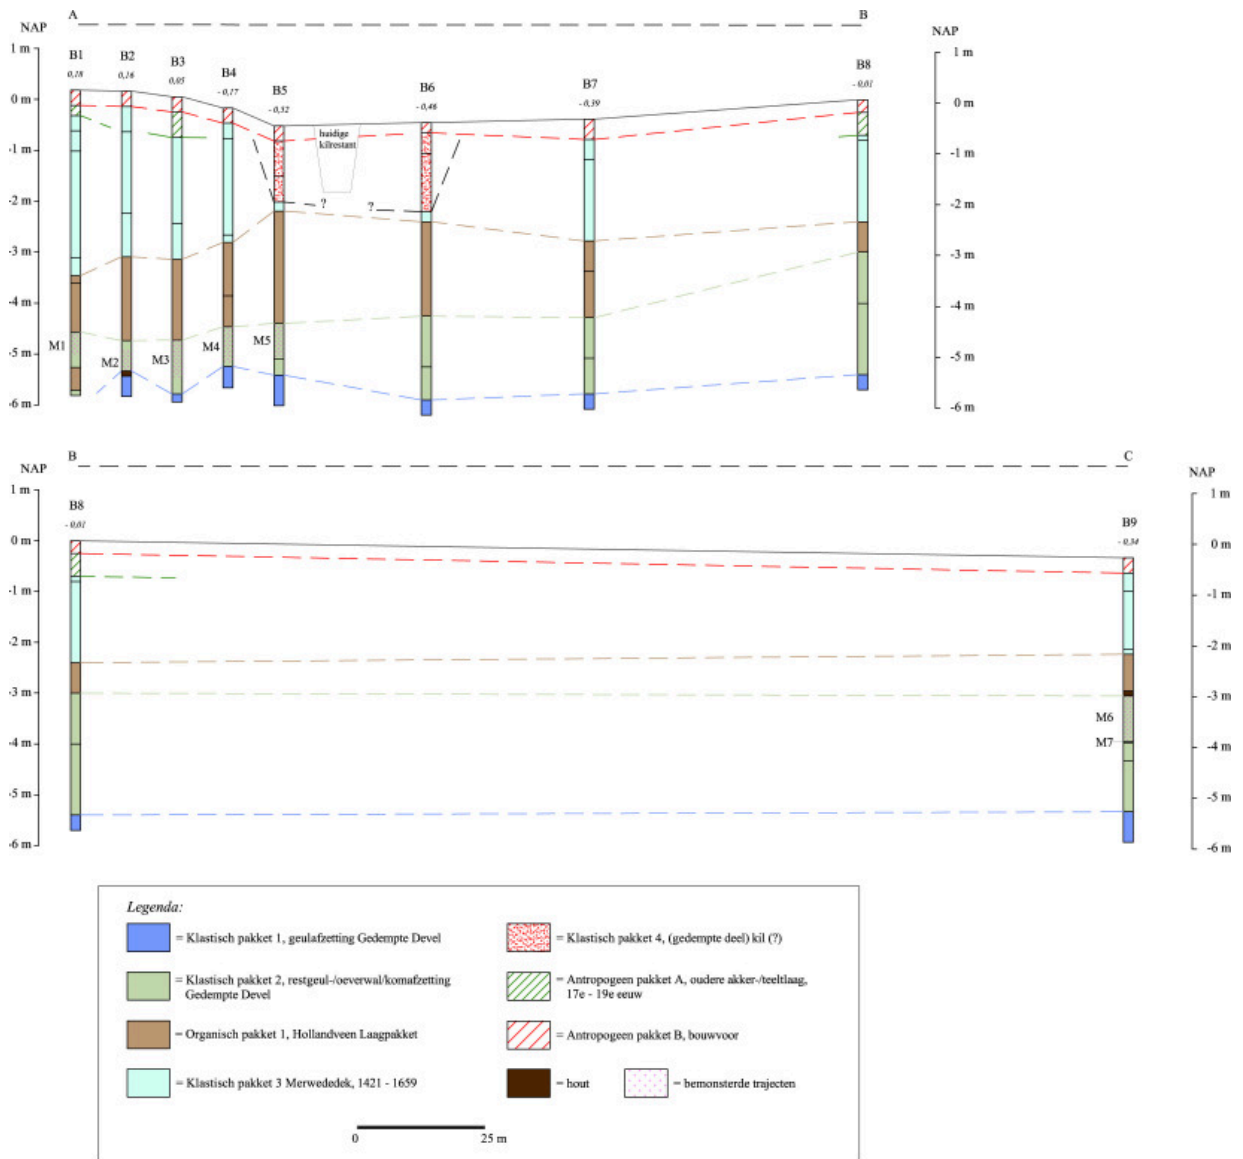 A B
NAP NAP
B1 B2 B3 B4 B5 B6 B7 B8
0,18 0,16 0,05 - 0,17 - 0,52 - 0,46 - 0,39 - 0,01
1 m 1 m
0 m 0 m
huidige
kilrestant
-1 m -1 m
-2 m ? ? -2 m
-3 m -3 m
-4 m -4 m
M1 M2 M3 M4 M5
-5 m -5 m
-6 m -6 m
B C
NAP NAP
B8 B9
- 0,01 - 0,34
1 m 1 m
0 m 0 m
-1 m -1 m
-2 m -2 m
-3 m -3 m
M6
-4 m M7 -4 m
-5 m -5 m
-6 m -6 m
Legenda:
= Klastisch pakket 1, geulafzetting Gedempte Devel
= Klastisch pakket 2, restgeul-/oeverwal/komafzetting
Gedempte Devel
= Organisch pakket 1, Hollandveen Laagpakket
= Klastisch pakket 3 Merwededek, 1421 - 1659
= Klastisch pakket 4, (gedempte deel) kil (?)
= Antropogeen pakket A, oudere akker-/teeltlaag,
17e - 19e eeuw
= Antropogeen pakket B, bouwvoor
= hout = bemonsterde trajecten
0 25 m